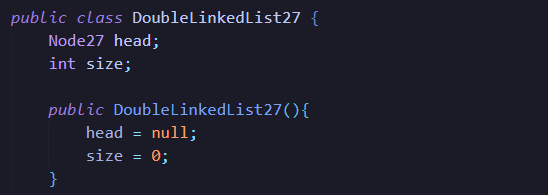 public class DoubleLinkedList27 {
    Node27 head;
    int size;

    public DoubleLinkedList27(){
        head = null;
        size = 0;
    }